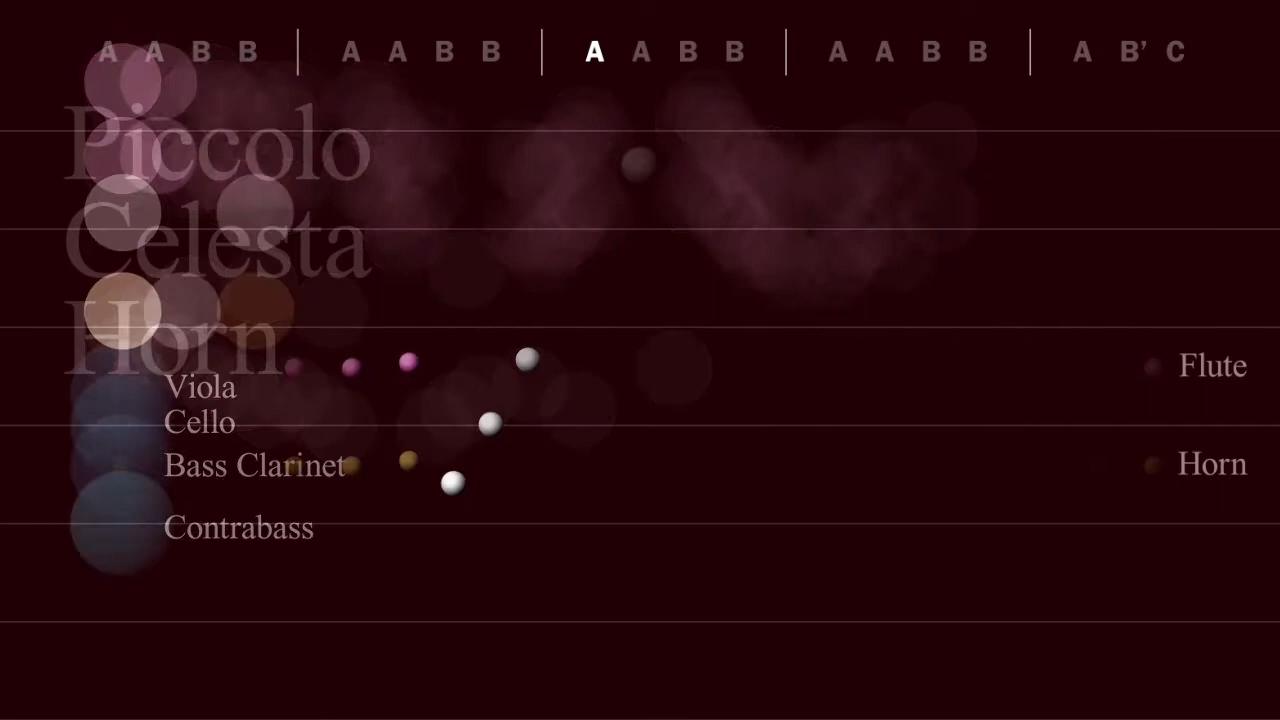 A A B B | A A B B | A A B B | A A B B | A B’ C
Piccolo
Celesta
Horn
Viola
Cello
Bass Clarinet
Contrabass
Flute
Horn